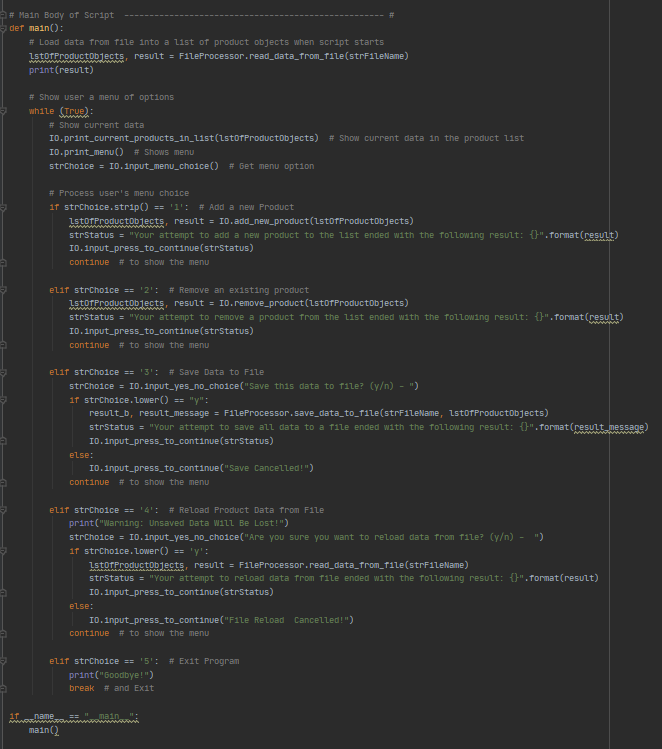 # Main Body of Script  ---------------------------------------------------- #
def main():
    # Load data from file into a list of product objects when script starts
    lstOfProductObjects, result = FileProcessor.read_data_from_file(strFileName)
    print(result)

    # Show user a menu of options
    while (True):
        # Show current data
        IO.print_current_products_in_list(lstOfProductObjects)  # Show current data in the product list
        IO.print_menu()  # Shows menu
        strChoice = IO.input_menu_choice()  # Get menu option

        # Process user's menu choice
        if strChoice.strip() == '1':  # Add a new Product
            lstOfProductObjects, result = IO.add_new_product(lstOfProductObjects)
            strStatus = "Your attempt to add a new product to the list ended with the following result: {}".format(result)
            IO.input_press_to_continue(strStatus)
            continue  # to show the menu

        elif strChoice == '2':  # Remove an existing product
            lstOfProductObjects, result = IO.remove_product(lstOfProductObjects)
            strStatus = "Your attempt to remove a product from the list ended with the following result: {}".format(result)
            IO.input_press_to_continue(strStatus)
            continue  # to show the menu

        elif strChoice == '3':  # Save Data to File
            strChoice = IO.input_yes_no_choice("Save this data to file? (y/n) - ")
            if strChoice.lower() == "y":
                result_b, result_message = FileProcessor.save_data_to_file(strFileName, lstOfProductObjects)
                strStatus = "Your attempt to save all data to a file ended with the following result: {}".format(result_message)
                IO.input_press_to_continue(strStatus)
            else:
                IO.input_press_to_continue("Save Cancelled!")
            continue  # to show the menu

        elif strChoice == '4':  # Reload Product Data from File
            print("Warning: Unsaved Data Will Be Lost!")
            strChoice = IO.input_yes_no_choice("Are you sure you want to reload data from file? (y/n) -  ")
            if strChoice.lower() == 'y':
                lstOfProductObjects, result = FileProcessor.read_data_from_file(strFileName)
                strStatus = "Your attempt to reload data from file ended with the following result: {}".format(result)
                IO.input_press_to_continue(strStatus)
            else:
                IO.input_press_to_continue("File Reload  Cancelled!")
            continue  # to show the menu

        elif strChoice == '5':  # Exit Program
            print("Goodbye!")
            break  # and Exit

if __name__ == "__main__":
    main()